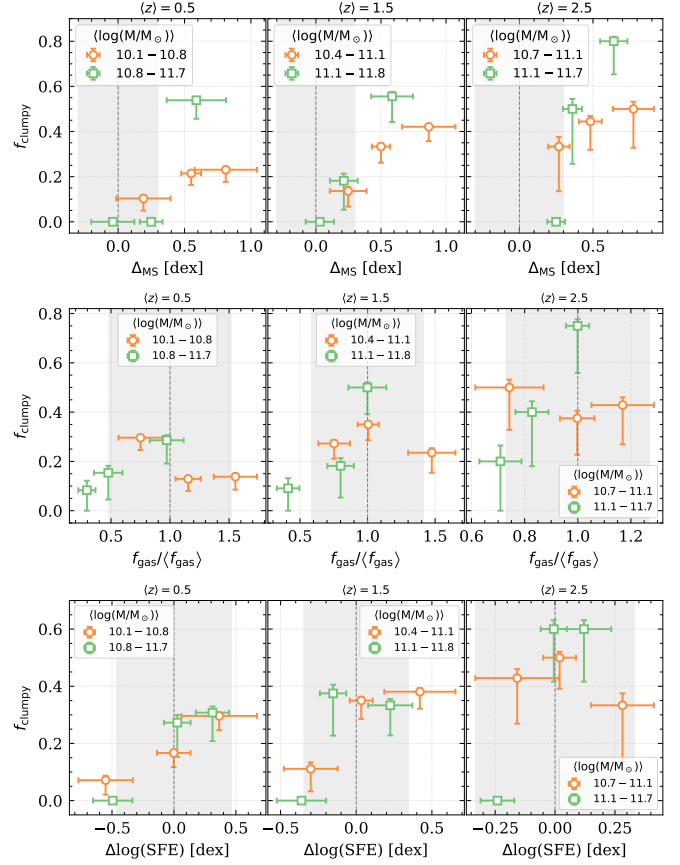 ⟨z⟩ = 0.5
⟨z⟩ = 1.5
⟨z⟩ = 2.5
f_clumpy
0.8
0.6
0.4
0.2
0.0
⟨log(M/M⊙)⟩
10.1 − 10.8
10.8 − 11.7
⟨log(M/M⊙)⟩
10.4 − 11.1
11.1 − 11.8
⟨log(M/M⊙)⟩
10.7 − 11.1
11.1 − 11.7
0.0 0.5 1.0
0.0 0.5 1.0
0.0 0.5
Δ_MS [dex]
Δ_MS [dex]
Δ_MS [dex]
⟨z⟩ = 0.5
⟨z⟩ = 1.5
⟨z⟩ = 2.5
f_clumpy
0.8
0.6
0.4
0.2
0.0
⟨log(M/M⊙)⟩
10.1 − 10.8
10.8 − 11.7
⟨log(M/M⊙)⟩
10.4 − 11.1
11.1 − 11.8
⟨log(M/M⊙)⟩
10.7 − 11.1
11.1 − 11.7
0.5 1.0 1.5
0.5 1.0 1.5
0.6 0.8 1.0 1.2
f_gas/⟨f_gas⟩
f_gas/⟨f_gas⟩
f_gas/⟨f_gas⟩
⟨z⟩ = 0.5
⟨z⟩ = 1.5
⟨z⟩ = 2.5
f_clumpy
0.6
0.4
0.2
0.0
⟨log(M/M⊙)⟩
10.1 − 10.8
10.8 − 11.7
⟨log(M/M⊙)⟩
10.4 − 11.1
11.1 − 11.8
⟨log(M/M⊙)⟩
10.7 − 11.1
11.1 − 11.7
−0.5 0.0 0.5
−0.5 0.0 0.5
−0.25 0.00 0.25
Δlog(SFE) [dex]
Δlog(SFE) [dex]
Δlog(SFE) [dex]